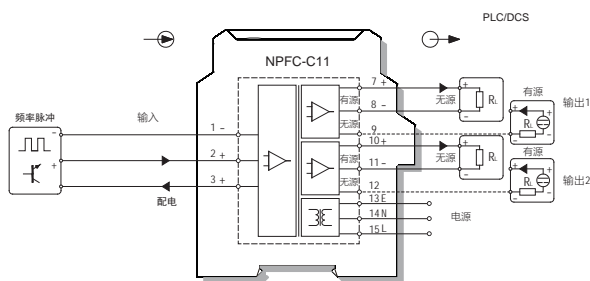 PLC/DCS
NPFC-C11
频率脉冲
输入
配电
-
+
1 -
2 +
3 +
有源
无源
有源
无源
7 +
8 -
9
10 +
11 -
12
13 E
14 N
15 L
无源
+
RL
-
有源
+
+
RL
-
-
输出1
无源
+
RL
-
有源
+
+
RL
-
-
输出2
电源